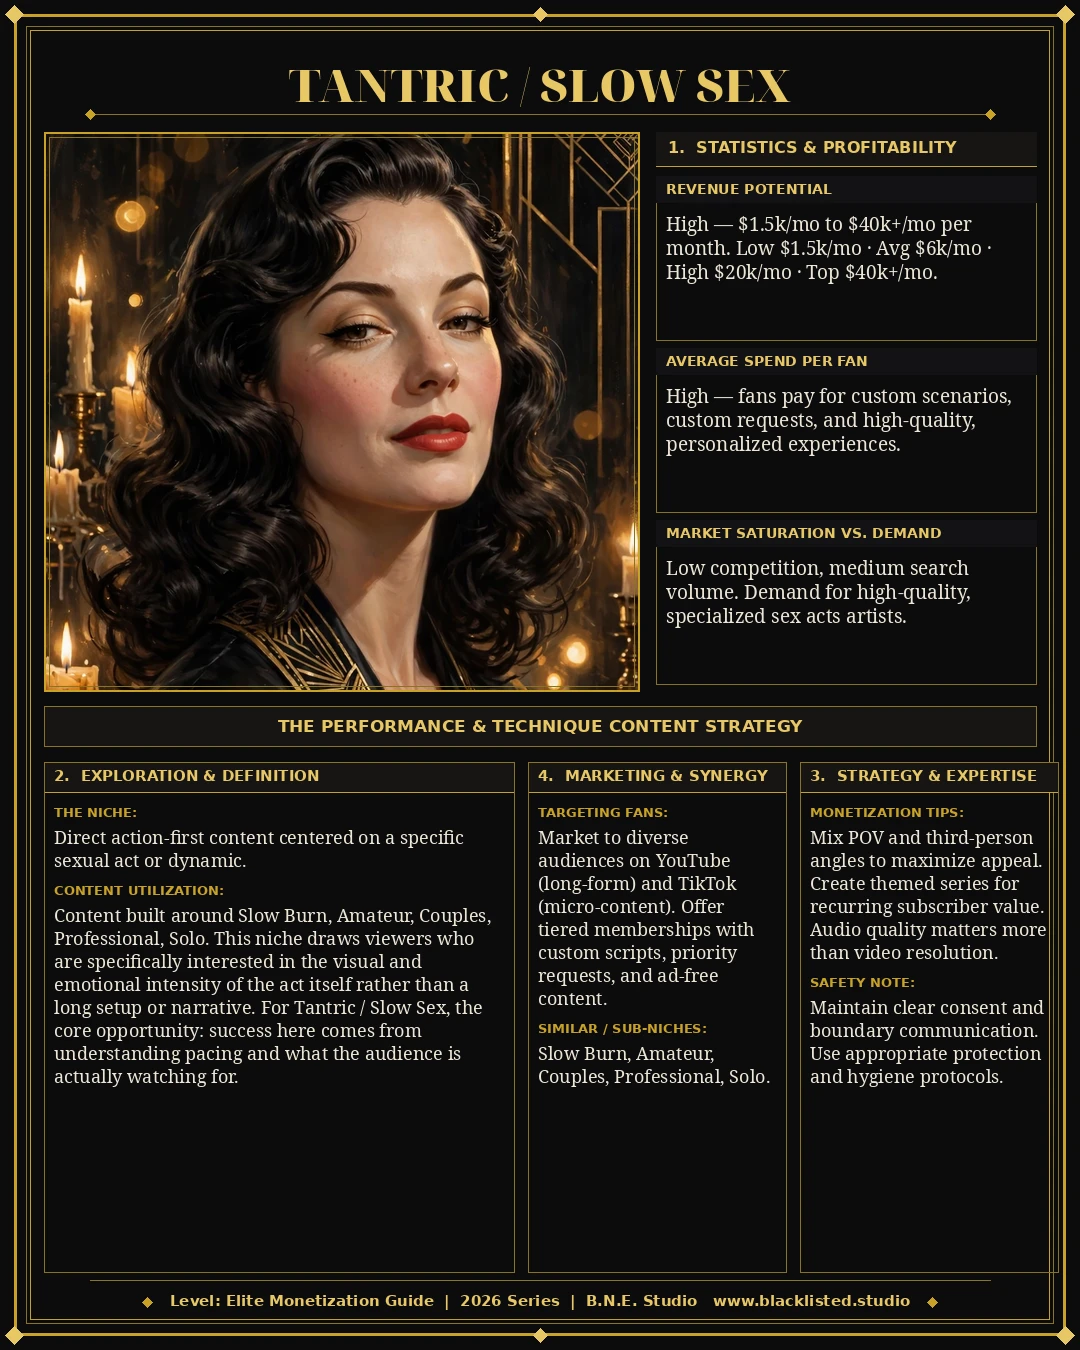 TANTRIC / SLOW SEX
1. STATISTICS & PROFITABILITY
REVENUE POTENTIAL
High — $1.5k/mo to $40k+/mo per
month. Low $1.5k/mo · Avg $6k/mo ·
High $20k/mo · Top $40k+/mo.
AVERAGE SPEND PER FAN
High — fans pay for custom scenarios,
custom requests, and high-quality,
personalized experiences.
MARKET SATURATION VS. DEMAND
Low competition, medium search
volume. Demand for high-quality,
specialized sex acts artists.
THE PERFORMANCE & TECHNIQUE CONTENT STRATEGY
2. EXPLORATION & DEFINITION
THE NICHE:
Direct action-first content centered on a specific
sexual act or dynamic.
CONTENT UTILIZATION:
Content built around Slow Burn, Amateur, Couples,
Professional, Solo. This niche draws viewers who
are specifically interested in the visual and
emotional intensity of the act itself rather than a
long setup or narrative. For Tantric / Slow Sex, the
core opportunity: success here comes from
understanding pacing and what the audience is
actually watching for.
4. MARKETING & SYNERGY
TARGETING FANS:
Market to diverse
audiences on YouTube
(long-form) and TikTok
(micro-content). Offer
tiered memberships with
custom scripts, priority
requests, and ad-free
content.
SIMILAR / SUB-NICHES:
Slow Burn, Amateur,
Couples, Professional, Solo.
3. STRATEGY & EXPERTISE
MONETIZATION TIPS:
Mix POV and third-person
angles to maximize appeal.
Create themed series for
recurring subscriber value.
Audio quality matters more
than video resolution.
SAFETY NOTE:
Maintain clear consent and
boundary communication.
Use appropriate protection
and hygiene protocols.
Level: Elite Monetization Guide | 2026 Series | B.N.E. Studio www.blacklisted.studio